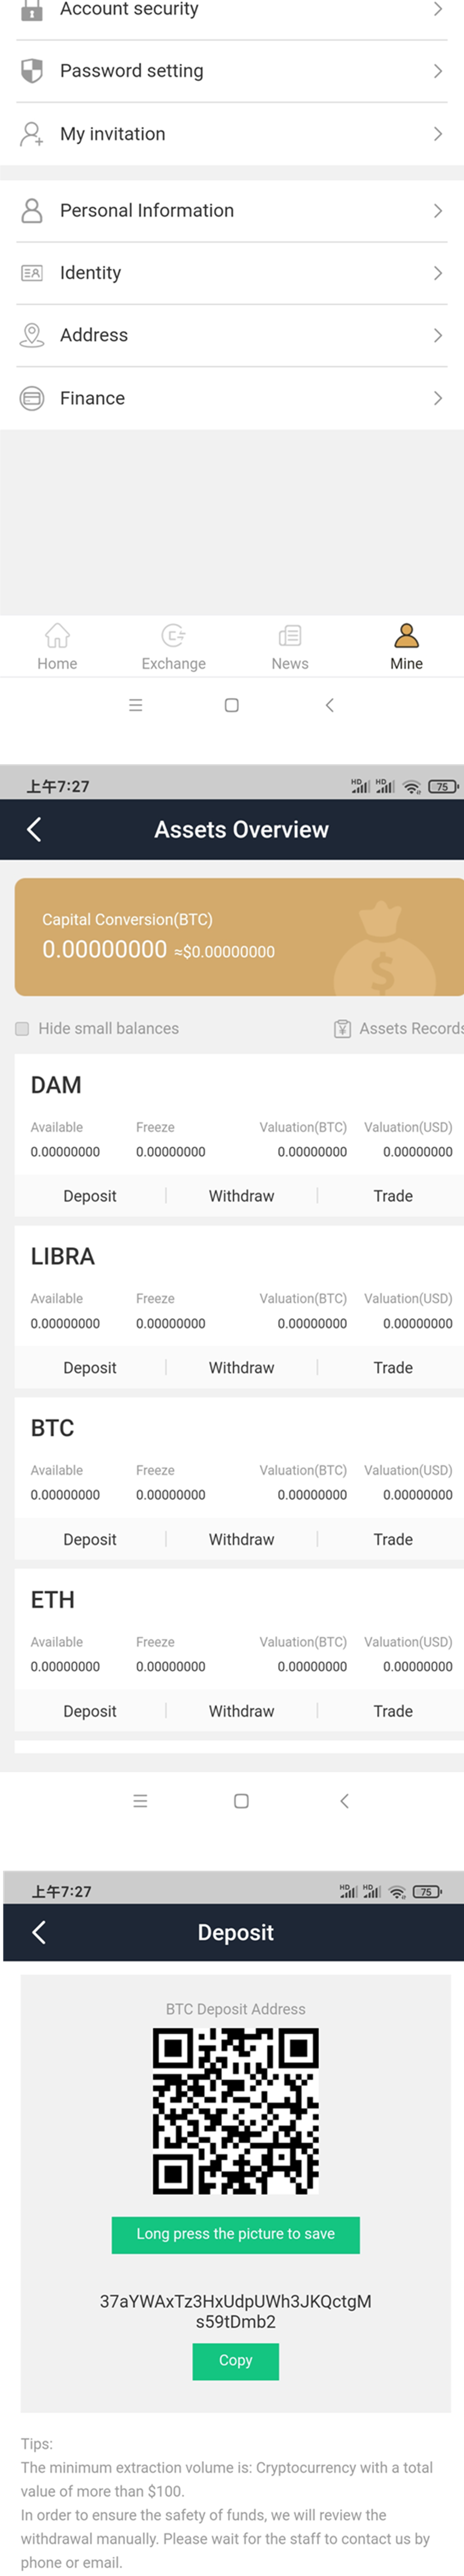 Account security
Password setting
My invitation
Personal Information
Identity
Address
Finance
Home Exchange News Mine
上午7:27 HD HD 75
Assets Overview
Capital Conversion(BTC)
0.00000000 ≈$0.00000000
Hide small balances Assets Records
DAM
Available Freeze Valuation(BTC) Valuation(USD)
0.00000000 0.00000000 0.00000000 0.00000000
Deposit Withdraw Trade
LIBRA
Available Freeze Valuation(BTC) Valuation(USD)
0.00000000 0.00000000 0.00000000 0.00000000
Deposit Withdraw Trade
BTC
Available Freeze Valuation(BTC) Valuation(USD)
0.00000000 0.00000000 0.00000000 0.00000000
Deposit Withdraw Trade
ETH
Available Freeze Valuation(BTC) Valuation(USD)
0.00000000 0.00000000 0.00000000 0.00000000
Deposit Withdraw Trade
上午7:27 HD HD 75
Deposit
BTC Deposit Address
Long press the picture to save
37aYWAxTz3HxUdpUWh3JKQctgM
s59tDmb2
Copy
Tips:
The minimum extraction volume is: Cryptocurrency with a total
value of more than $100.
In order to ensure the safety of funds, we will review the
withdrawal manually. Please wait for the staff to contact us by
phone or email.